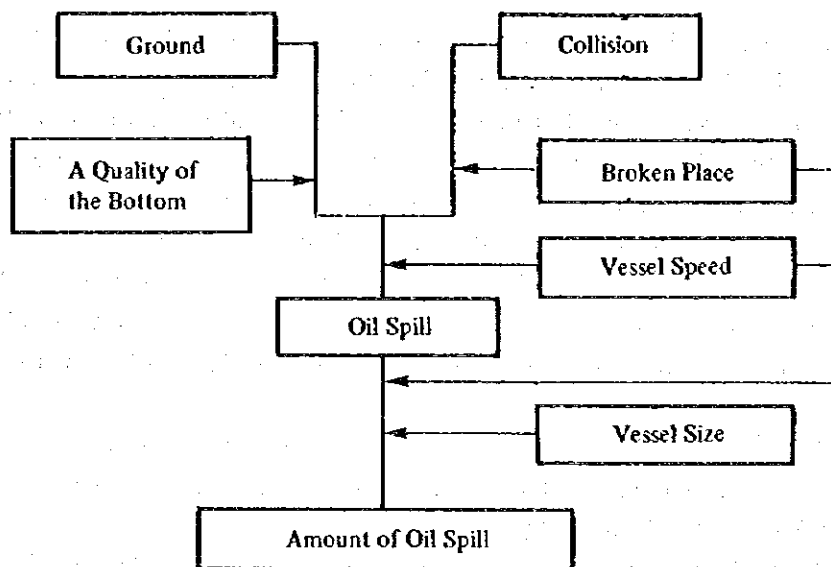 Ground
Collision
A Quality of
the Bottom
Broken Place
Vessel Speed
Oil Spill
Vessel Size
Amount of Oil Spill